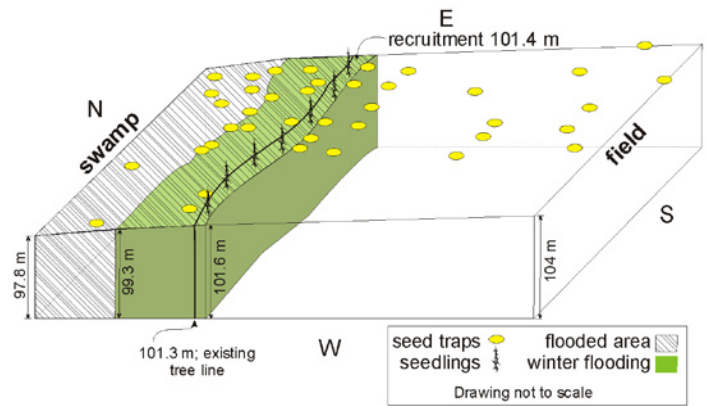 E
recruitment 101.4 m
N
swamp
field
S
97.8 m
99.3 m
101.6 m
104 m
101.3 m; existing
tree line
W
seed traps
flooded area
seedlings
winter flooding
Drawing not to scale